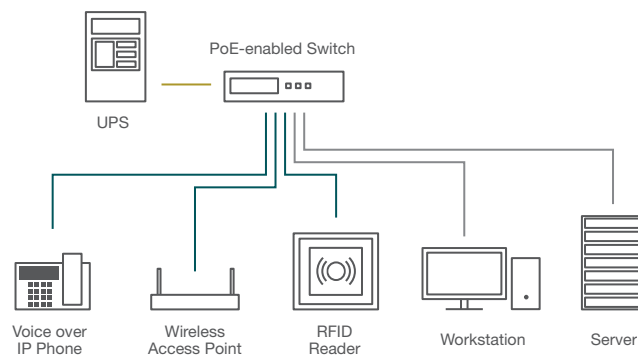 PoE-enabled Switch
UPS
Voice over
IP Phone
Wireless
Access Point
RFID
Reader
Workstation
Server